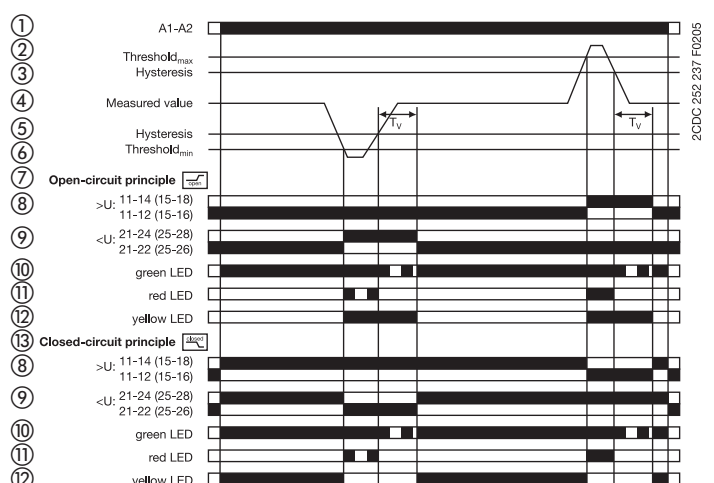 ① A1-A2
② Threshold max
③ Hysteresis
④ Measured value
⑤ Hysteresis
⑥ Threshold min
T V
T V
2CDC 252 237 F0205
⑦ Open-circuit principle open
⑧ >U: 11-14 (15-18)
11-12 (15-16)
⑨ <U: 21-24 (25-28)
21-22 (25-26)
⑩ green LED
⑪ red LED
⑫ yellow LED
⑬ Closed-circuit principle closed
⑧ >U: 11-14 (15-18)
11-12 (15-16)
⑨ <U: 21-24 (25-28)
21-22 (25-26)
⑩ green LED
⑪ red LED
⑫ yellow LED